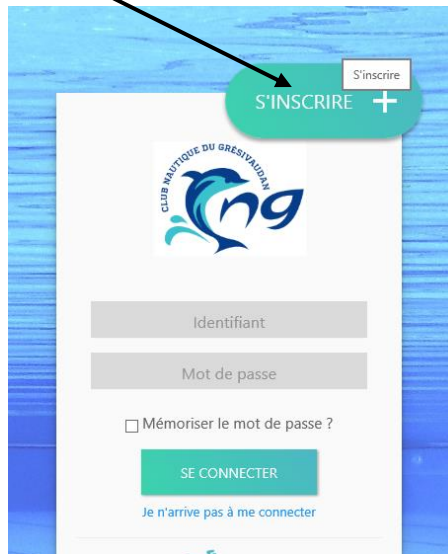 S'inscrire
S'INSCRIRE +
CLUB NAUTIQUE DU GRÉSIVAUDAN
cng
Identifiant
Mot de passe
Mémoriser le mot de passe ?
SE CONNECTER
Je n'arrive pas à me connecter